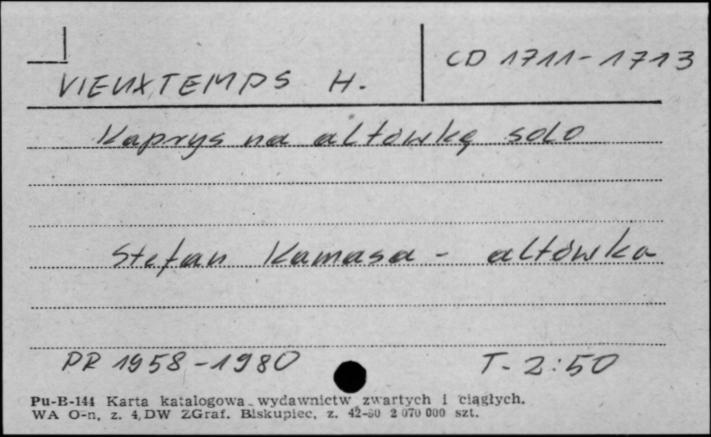 VIEUXTEMPS H.
CD 1711-1713
Kaprys na altówkę solo
Stefan Kamasa - altówka
PR 1958-1980
T-2:50
Pu-B-144 Karta katalogowa wydawnictw zwartych i ciągłych.
WA O-n, z. 4, DW ZGraf. Biskupiec, z. 42-80 2 070 000 szt.